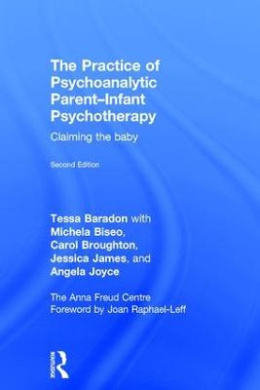 The Practice of
Psychoanalytic
Parent–Infant
Psychotherapy
Claiming the baby
Second Edition
Tessa Baradon with
Michela Biseo,
Carol Broughton,
Jessica James, and
Angela Joyce
The Anna Freud Centre
Foreword by Joan Raphael-Leff
ROUTLEDGE